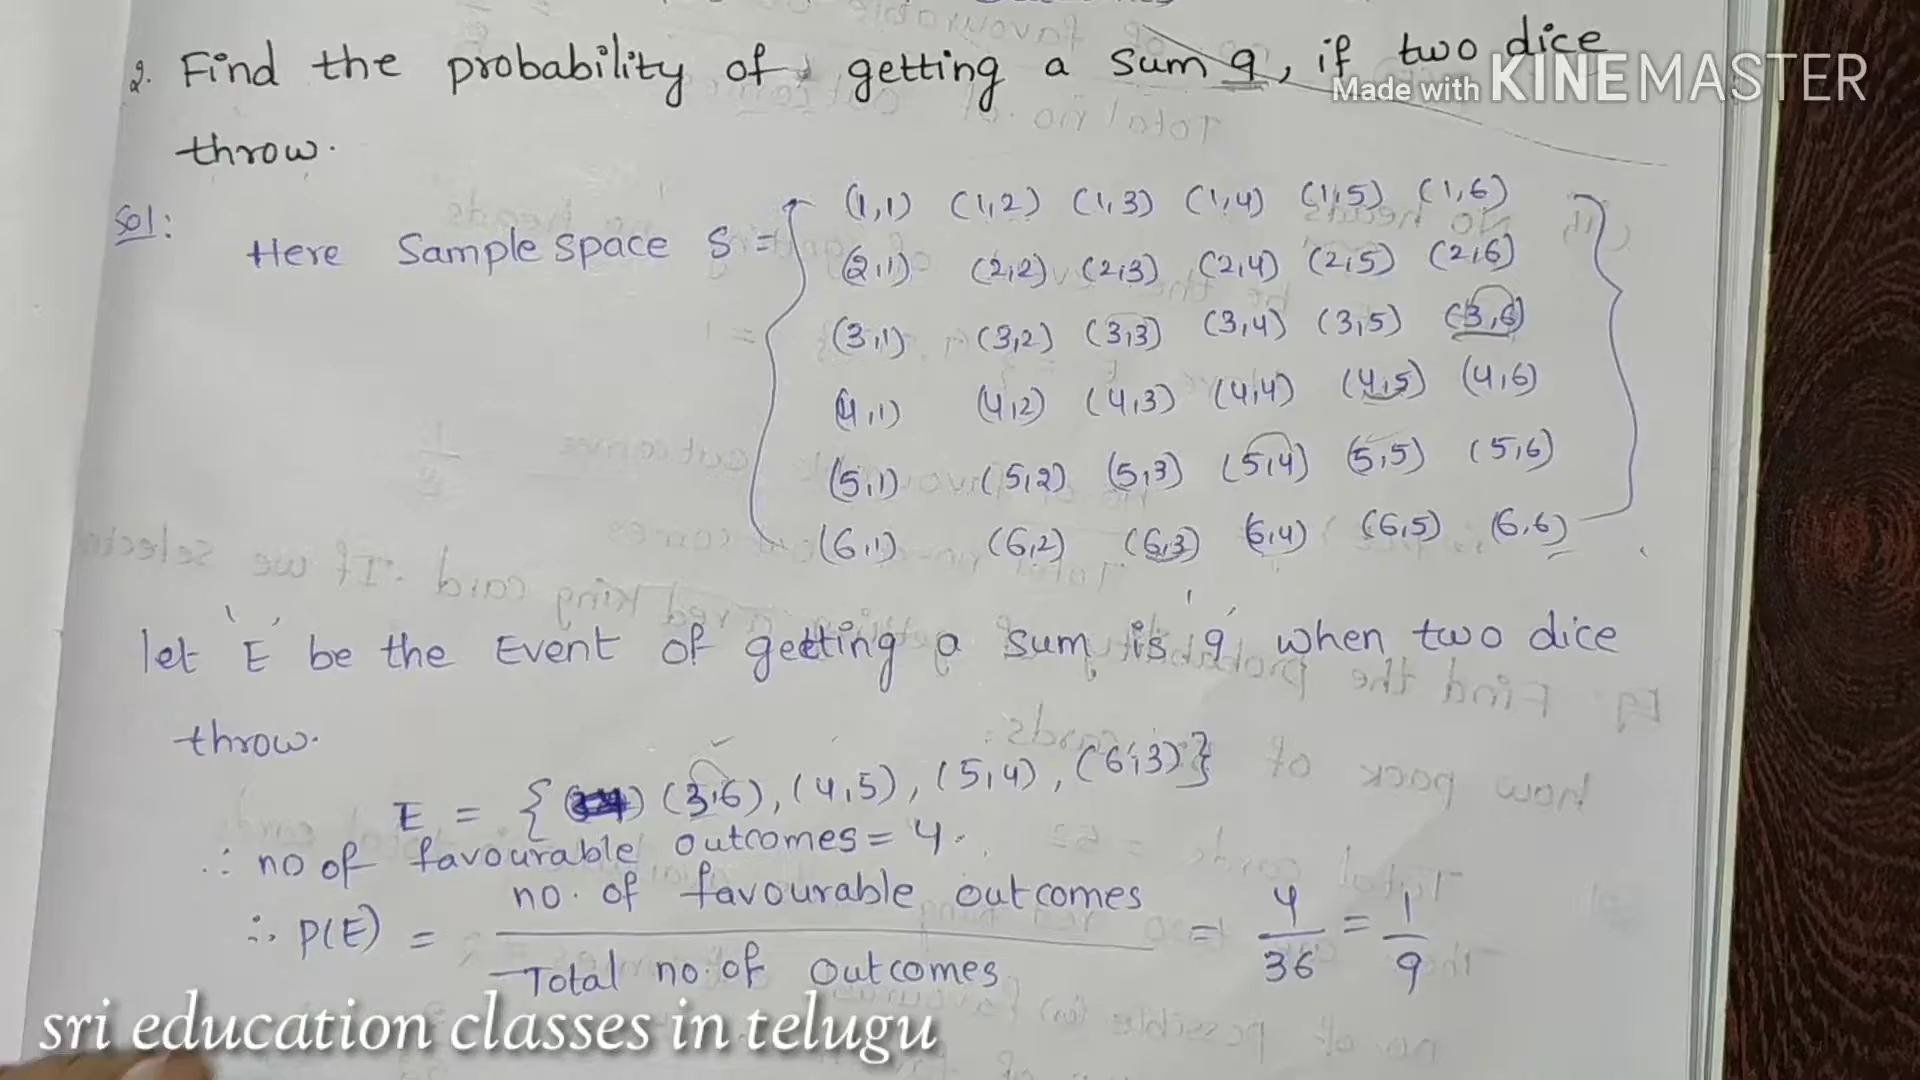 2. Find the probability of getting a sum 9, if two dice
Made with KINEMASTER
throw.
Sol:
Here Sample space S = { (1,1) (1,2) (1,3) (1,4) (1,5) (1,6)
(2,1) (2,2) (2,3) (2,4) (2,5) (2,6)
(3,1) (3,2) (3,3) (3,4) (3,5) (3,6)
(4,1) (4,2) (4,3) (4,4) (4,5) (4,6)
(5,1) (5,2) (5,3) (5,4) (5,5) (5,6)
(6,1) (6,2) (6,3) (6,4) (6,5) (6,6) }
let 'E' be the Event of getting a sum is '9' when two dice
throw.
E = { (3,6), (4,5), (5,4), (6,3) }
∴ no of favourable outcomes = 4.
∴ P(E) = no. of favourable outcomes / Total no. of outcomes = 4/36 = 1/9
sri education classes in telugu